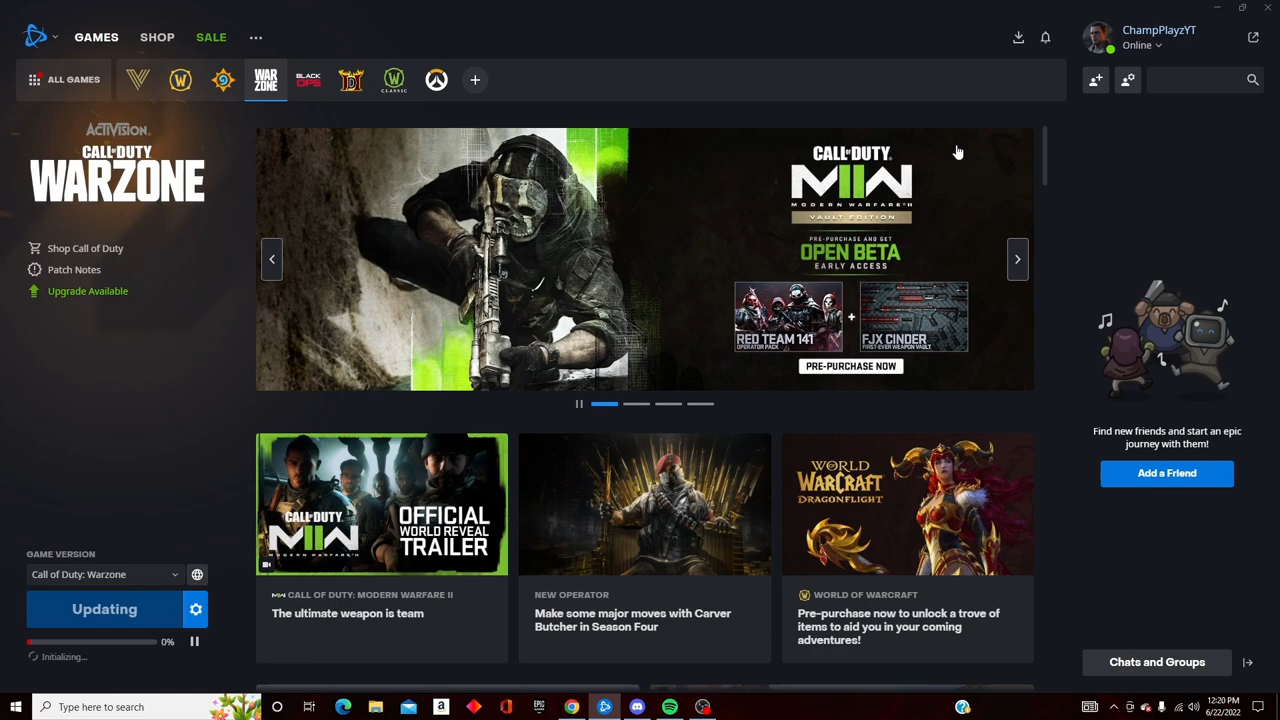 GAMES
SHOP
SALE
ChampPlayzYT
Online
ALL GAMES
WAR
ZONE
BLACK
OPS
CLASSIC
ACTIVISION.
CALL OF DUTY
WARZONE
Shop Call of Duty
Patch Notes
Upgrade Available
CALL OF DUTY
MWII
MODERN WARFARE II
VAULT EDITION
PRE-PURCHASE AND GET
OPEN BETA
EARLY ACCESS
RED TEAM 141
OPERATOR PACK
+
FJX CINDER
FIRST-EVER WEAPON VAULT
PRE-PURCHASE NOW
Find new friends and start an epic
journey with them!
Add a Friend
CALL OF DUTY
MWII
MODERN WARFARE II
OFFICIAL
WORLD REVEAL
TRAILER
WORLD
WARCRAFT
DRAGONFLIGHT
MWII CALL OF DUTY: MODERN WARFARE II
The ultimate weapon is team
NEW OPERATOR
Make some major moves with Carver
Butcher in Season Four
WORLD OF WARCRAFT
Pre-purchase now to unlock a trove of
items to aid you in your coming
adventures!
GAME VERSION
Call of Duty: Warzone
Updating
0%
Initializing...
Chats and Groups
Type here to search
EPIC
12:20 PM
6/22/2022